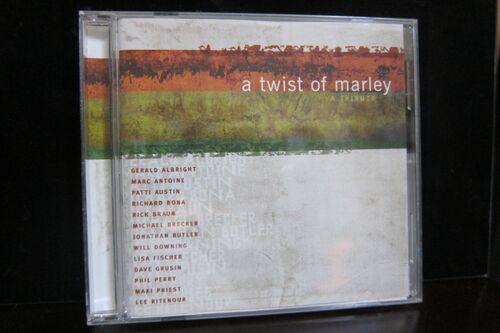 a twist of marley
A TRIBUTE
GERALD ALBRIGHT
MARC ANTOINE
PATTI AUSTIN
RICHARD BONA
RICK BRAUN
MICHAEL BRECKER
JONATHAN BUTLER
WILL DOWNING
LISA FISCHER
DAVE GRUSIN
PHIL PERRY
MAXI PRIEST
LEE RITENOUR